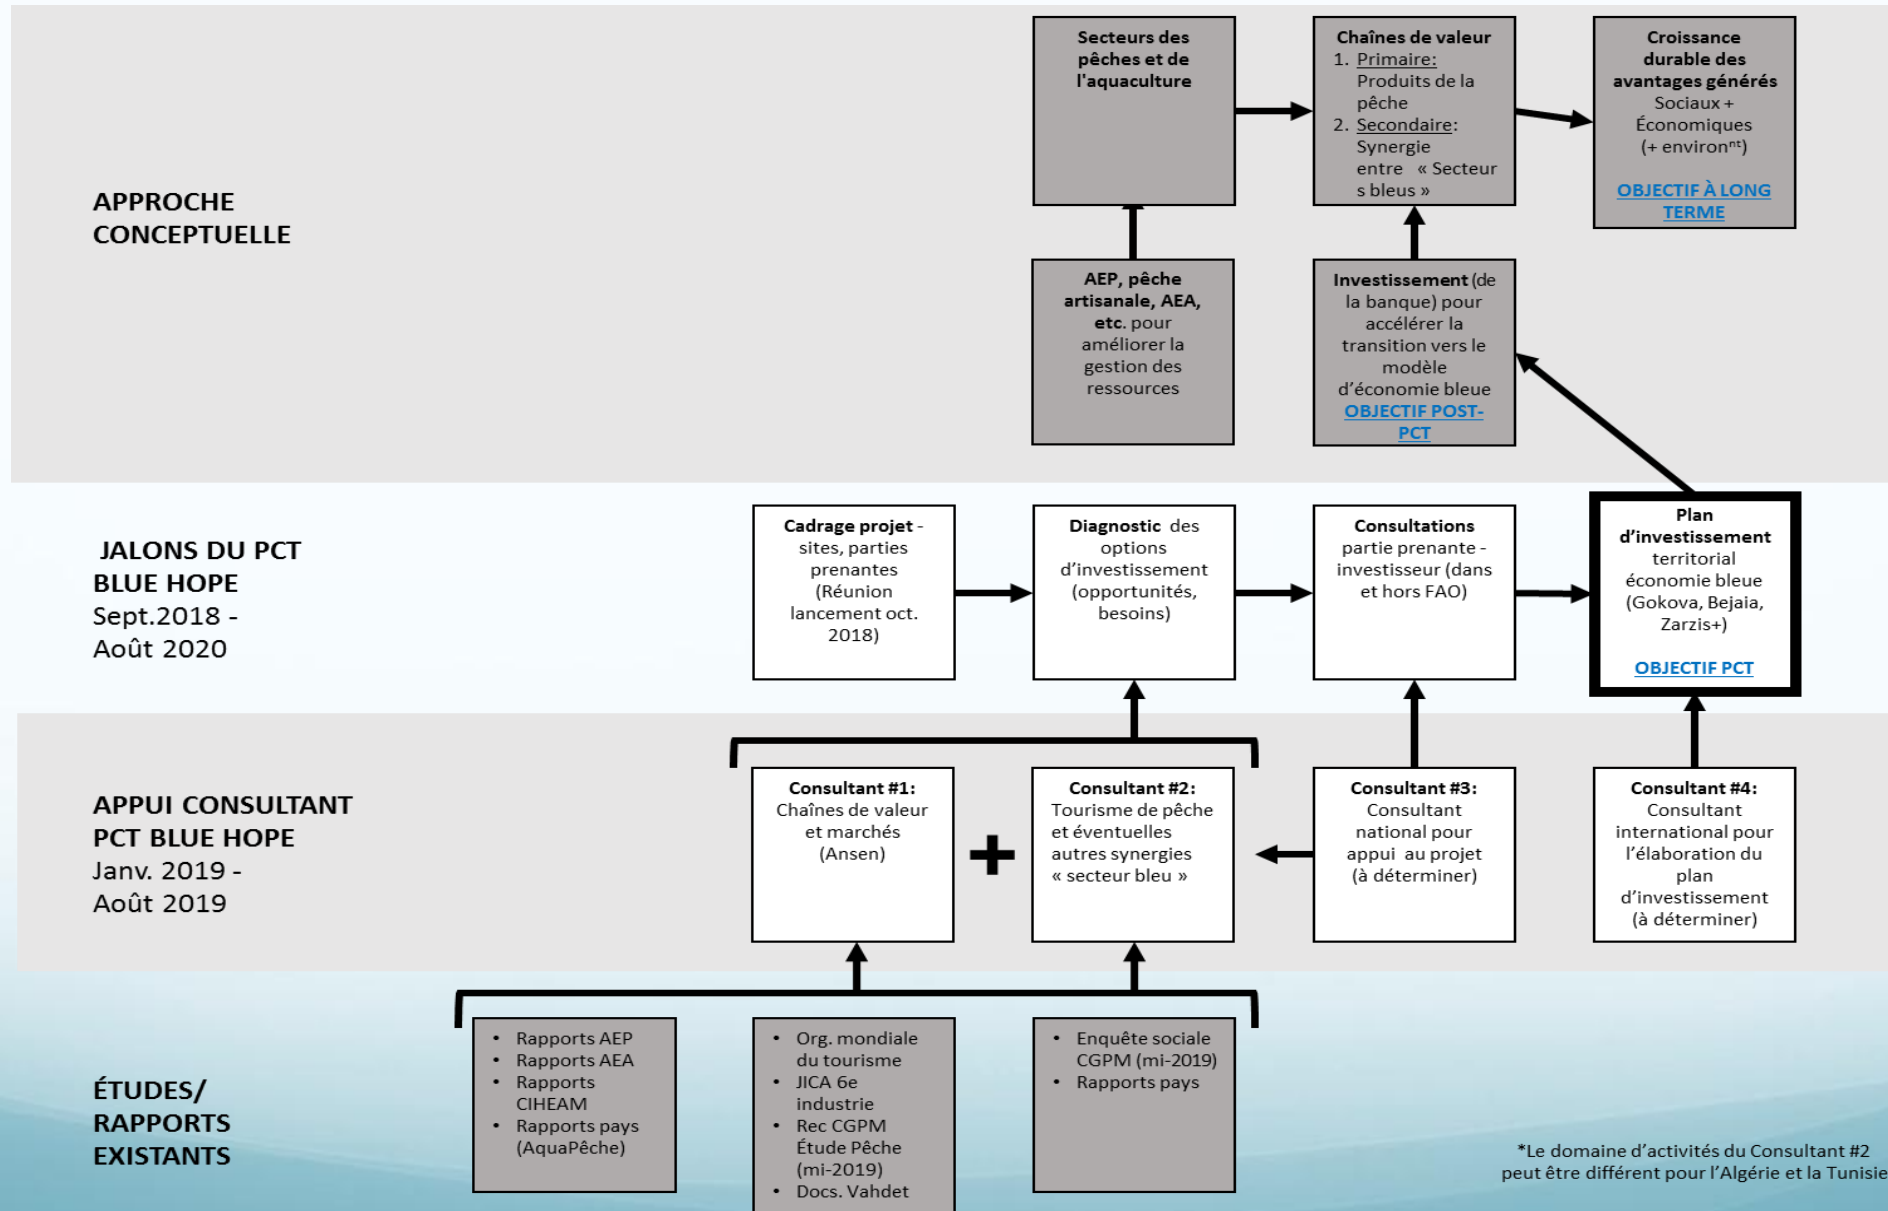 APPROCHE
CONCEPTUELLE
Secteurs des
pêches et de
l'aquaculture
Chaînes de valeur
1. Primaire:
Produits de la
pêche
2. Secondaire:
Synergie
entre « Secteur
s bleus »
Croissance
durable des
avantages générés
Sociaux +
Économiques
(+ environnt)
OBJECTIF À LONG
TERME
AEP, pêche
artisanale, AEA,
etc. pour
améliorer la
gestion des
ressources
Investissement (de
la banque) pour
accélérer la
transition vers le
modèle
d’économie bleue
OBJECTIF POST-
PCT
JALONS DU PCT
BLUE HOPE
Sept.2018 -
Août 2020
Cadrage projet -
sites, parties
prenantes
(Réunion
lancement oct.
2018)
Diagnostic des
options
d’investissement
(opportunités,
besoins)
Consultations
partie prenante -
investisseur (dans
et hors FAO)
Plan
d’investissement
territorial
économie bleue
(Gokova, Bejaia,
Zarzis+)
OBJECTIF PCT
APPUI CONSULTANT
PCT BLUE HOPE
Janv. 2019 -
Août 2019
Consultant #1:
Chaînes de valeur
et marchés
(Ansen)
+
Consultant #2:
Tourisme de pêche
et éventuelles
autres synergies
« secteur bleu »
Consultant #3:
Consultant
national pour
appui au projet
(à déterminer)
Consultant #4:
Consultant
international pour
l’élaboration du
plan
d’investissement
(à déterminer)
ÉTUDES/
RAPPORTS
EXISTANTS
• Rapports AEP
• Rapports AEA
• Rapports
CIHEAM
• Rapports pays
(AquaPêche)
• Org. mondiale
du tourisme
• JICA 6e
industrie
• Rec CGPM
Étude Pêche
(mi-2019)
• Docs. Vahdet
• Enquête sociale
CGPM (mi-2019)
• Rapports pays
*Le domaine d’activités du Consultant #2
peut être différent pour l’Algérie et la Tunisie